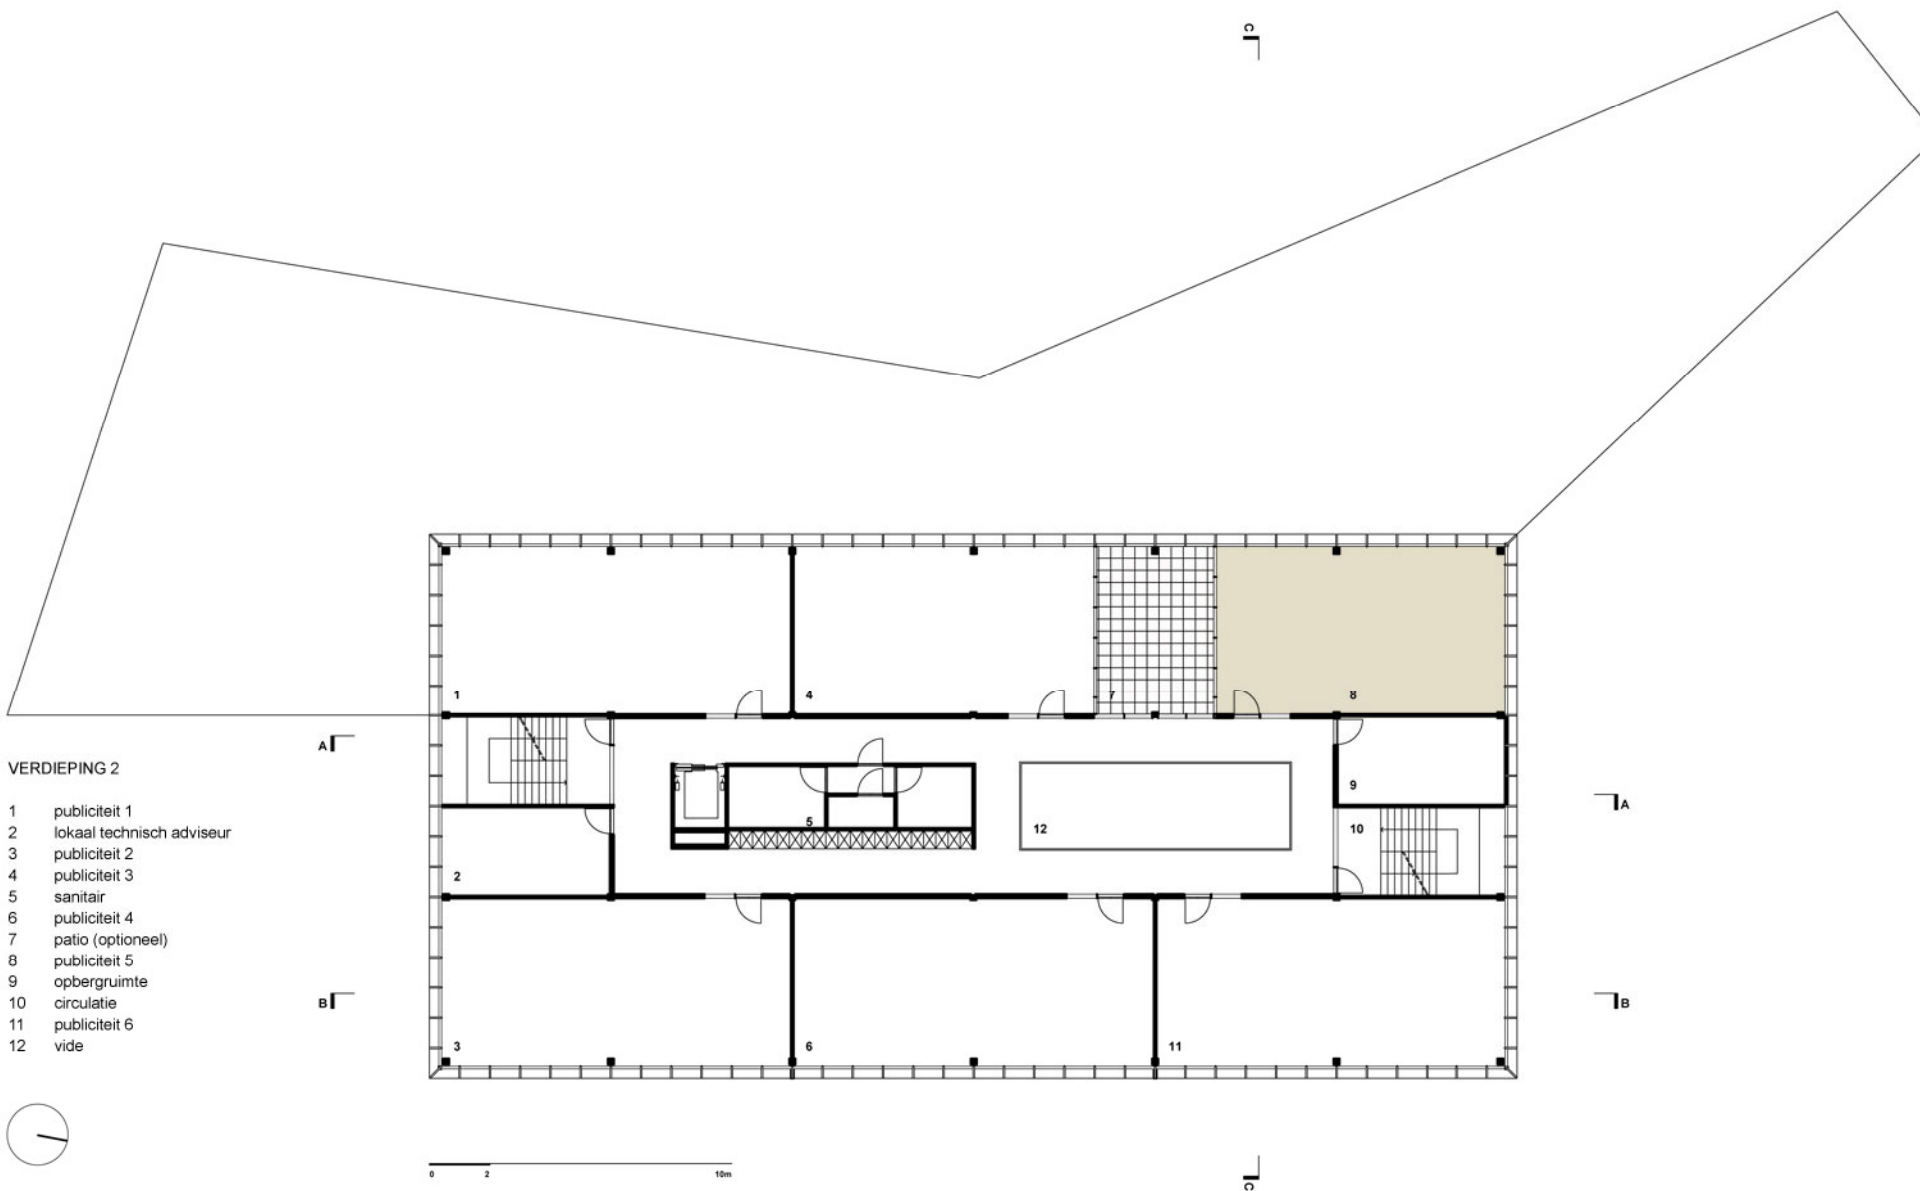 C
1
4
7
8
A
9
A
5
12
10
2
B
B
3
6
11
VERDIEPING 2
1 publiciteit 1
2 lokaal technisch adviseur
3 publiciteit 2
4 publiciteit 3
5 sanitair
6 publiciteit 4
7 patio (optioneel)
8 publiciteit 5
9 opbergruimte
10 circulatie
11 publiciteit 6
12 vide
0 2 10m
C